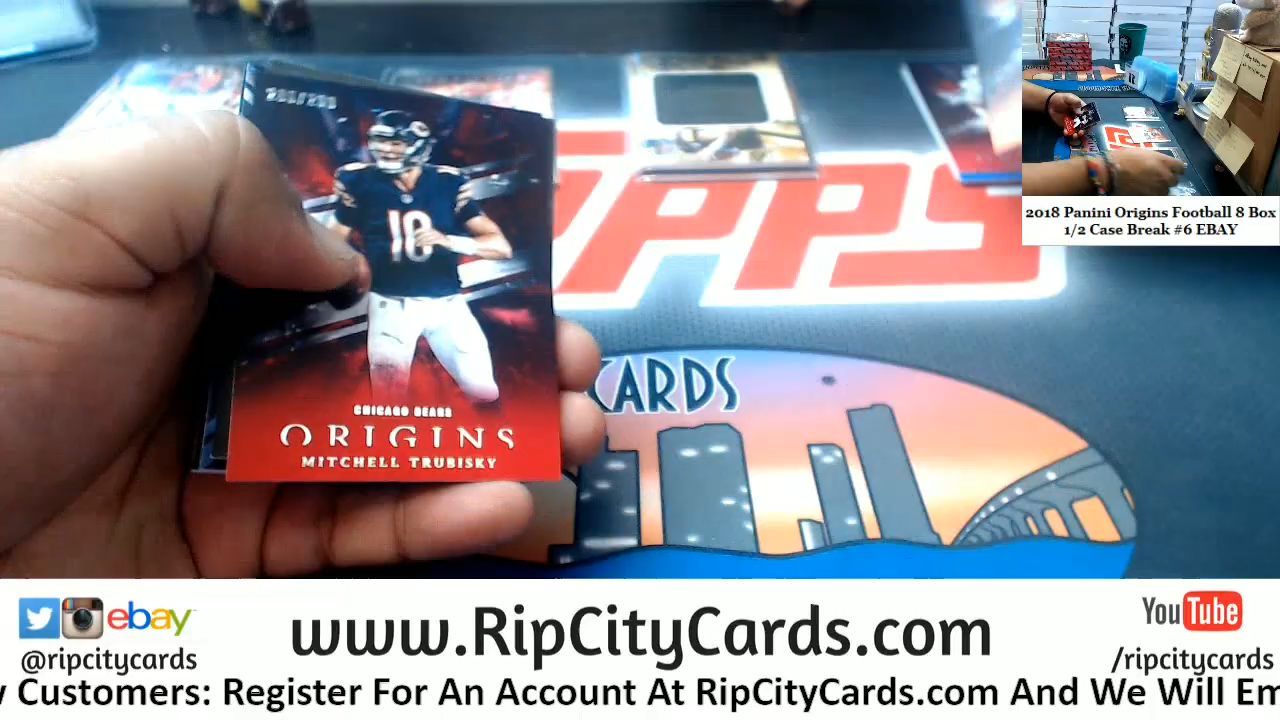 10
CHICAGO BEARS
ORIGINS
MITCHELL TRUBISKY
CARDS
2018 Panini Origins Football 8 Box
1/2 Case Break #6 EBAY
ebay
@ripcitycards
www.RipCityCards.com
YouTube
/ripcitycards
Customers: Register For An Account At RipCityCards.com And We Will Em